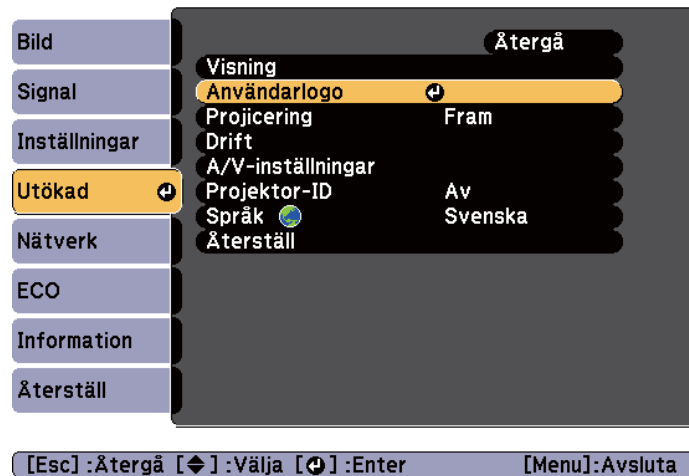 Bild
Signal
Inställningar
Utökad
Nätverk
ECO
Information
Återställ
Återgå
Visning
Användarlogo
Projicering Fram
Drift
A/V-inställningar
Projektor-ID Av
Språk Svenska
Återställ
[Esc] :Återgå [◆] :Välja [↵] :Enter [Menu]:Avsluta